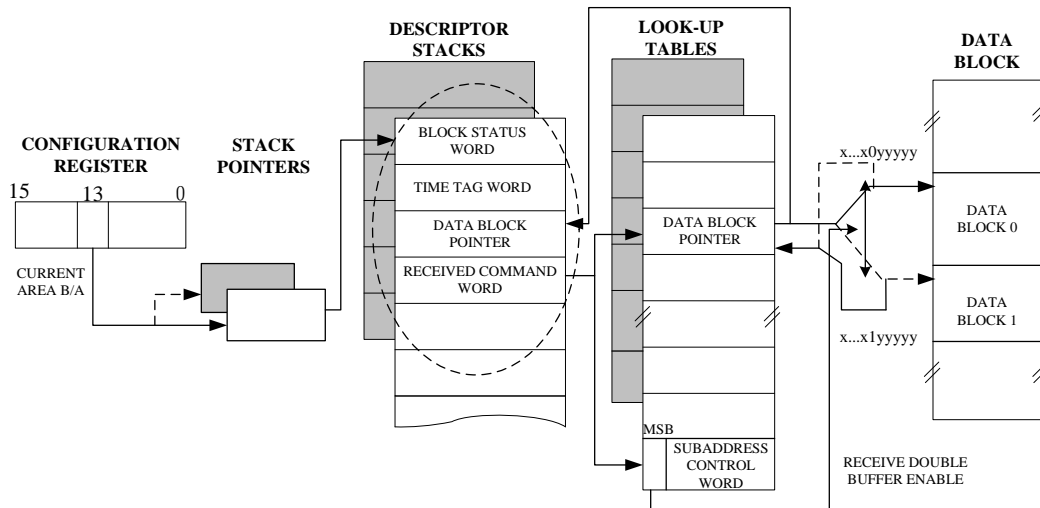 DESCRIPTOR
STACKS
LOOK-UP
TABLES
DATA
BLOCK
CONFIGURATION
REGISTER
STACK
POINTERS
15
13
0
CURRENT
AREA B/A
BLOCK STATUS
WORD
TIME TAG WORD
DATA BLOCK
POINTER
RECEIVED COMMAND
WORD
DATA BLOCK
POINTER
MSB
SUBADDRESS
CONTROL
WORD
x...x0yyyyy
x...x1yyyyy
DATA
BLOCK 0
DATA
BLOCK 1
RECEIVE DOUBLE
BUFFER ENABLE